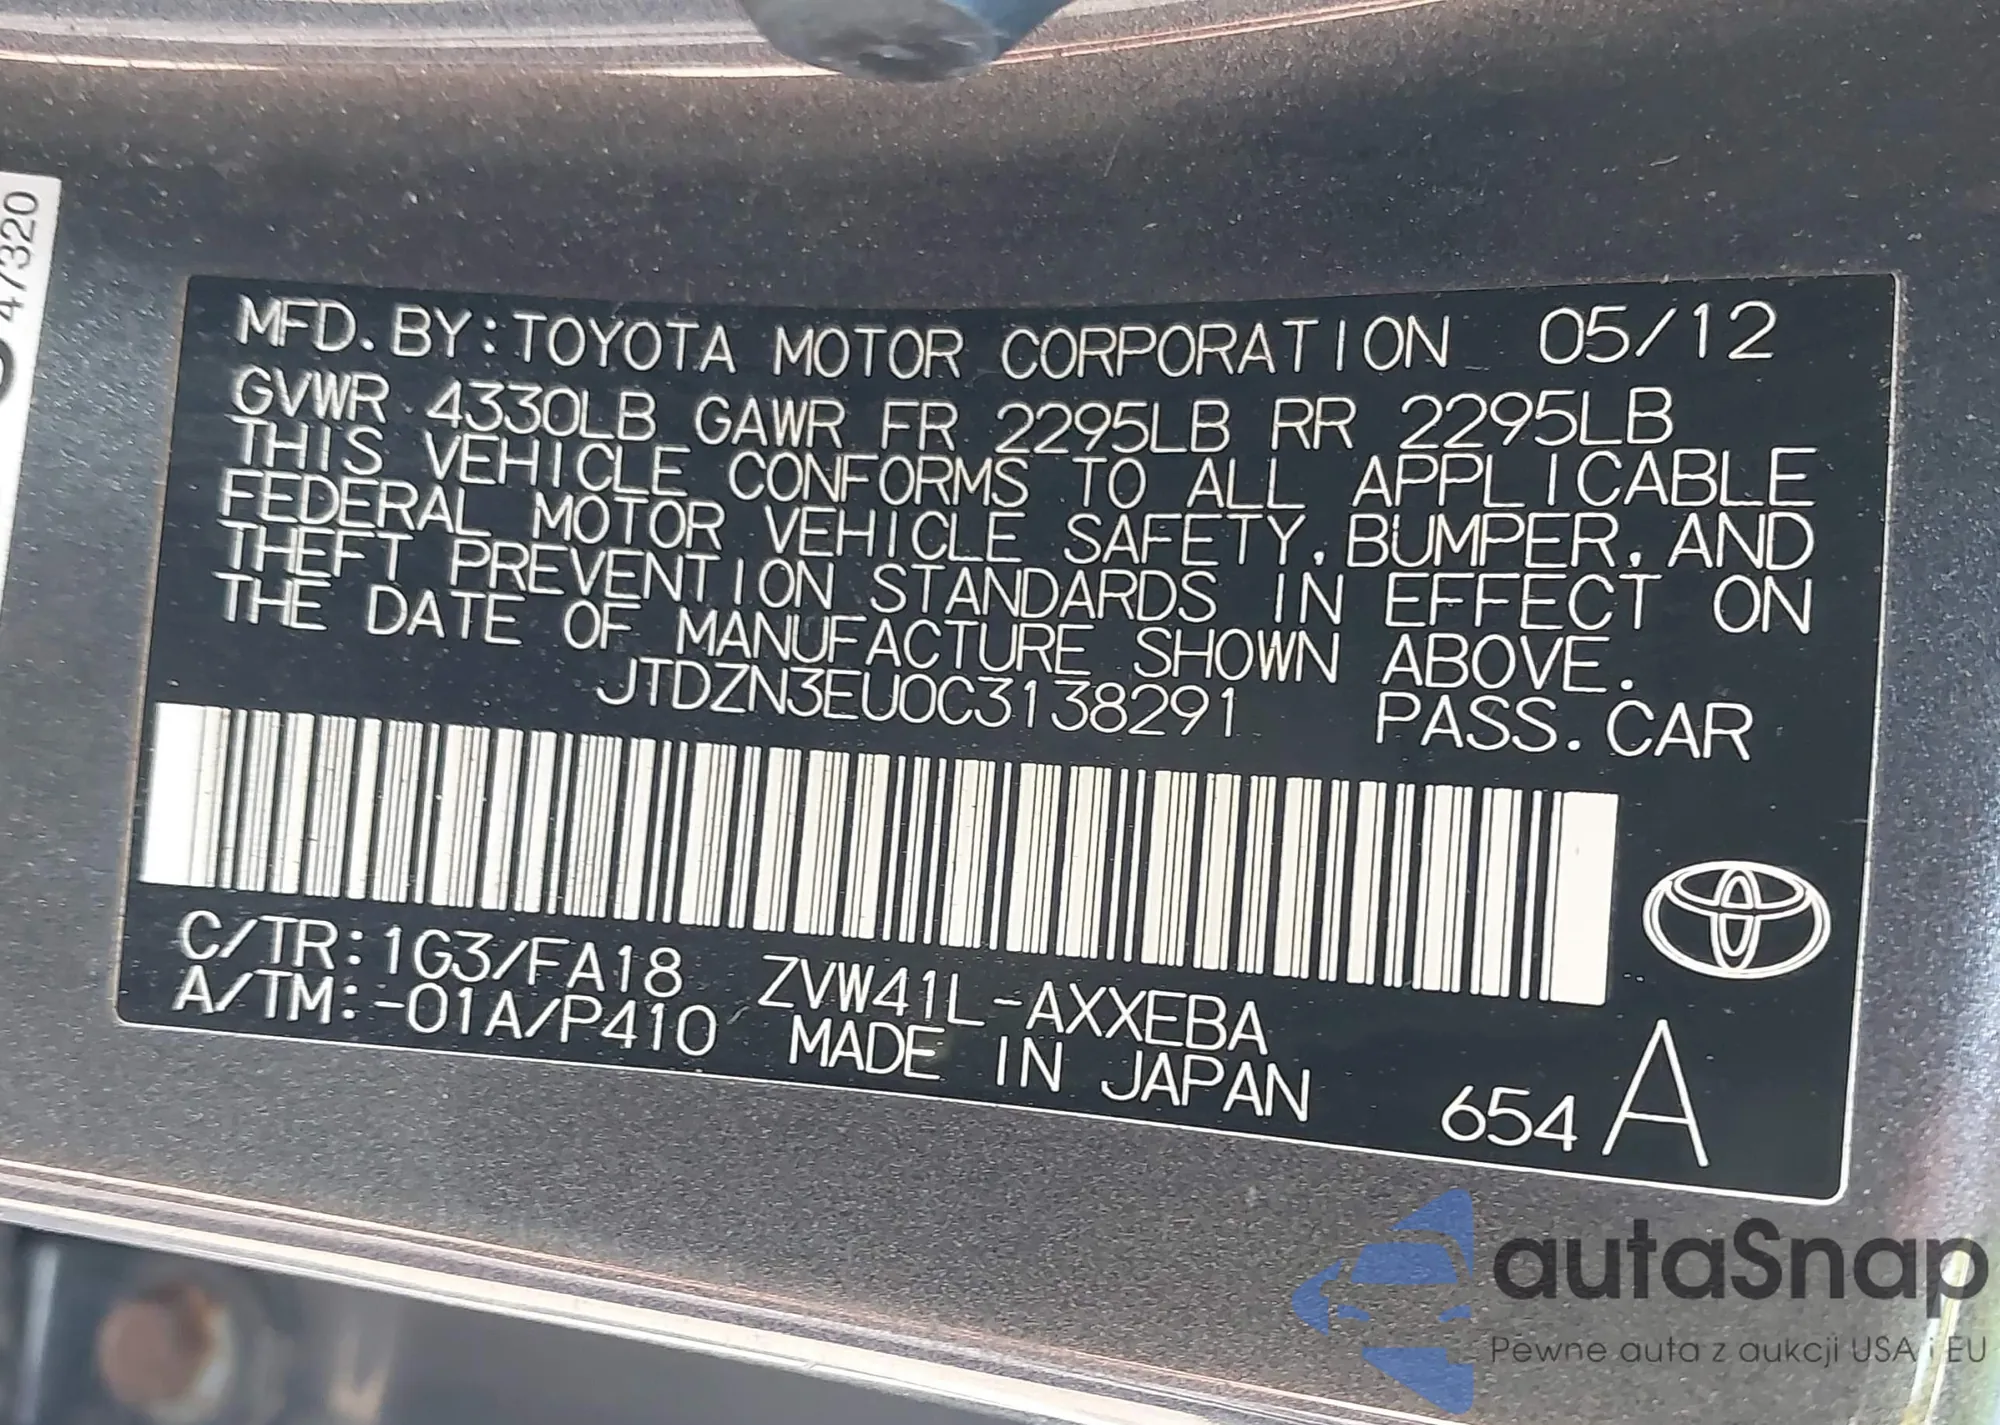 47320
MFD. BY: TOYOTA MOTOR CORPORATION 05/12
GVWR 4330LB GAWR FR 2295LB RR 2295LB
THIS VEHICLE CONFORMS TO ALL APPLICABLE
FEDERAL MOTOR VEHICLE SAFETY, BUMPER, AND
THEFT PREVENTION STANDARDS IN EFFECT ON
THE DATE OF MANUFACTURE SHOWN ABOVE.
JTDZN3EU0C3138291 PASS. CAR
C/TR: 1G3/FA18 ZVW41L-AXXEBA
A/TM: -01A/P410 MADE IN JAPAN 654 A
autaSnap
Pewne auta z aukcji USA i EU